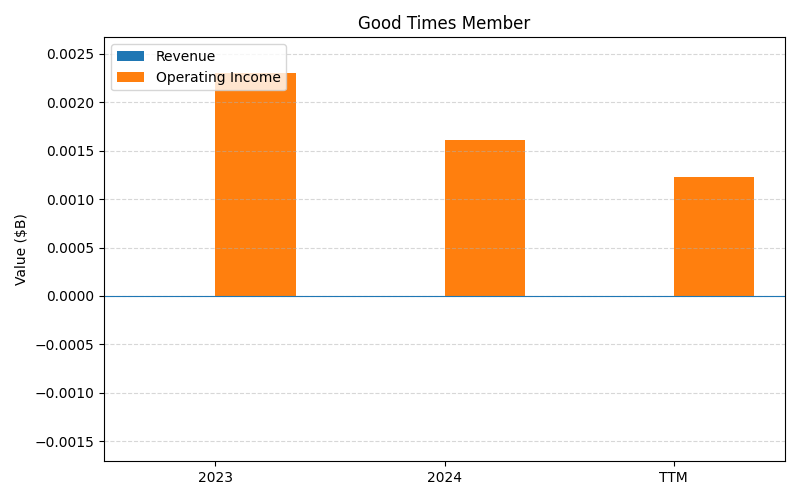 Good Times Member
Revenue
Operating Income
Value ($B)
0.0025
0.0020
0.0015
0.0010
0.0005
0.0000
−0.0005
−0.0010
−0.0015
2023
2024
TTM